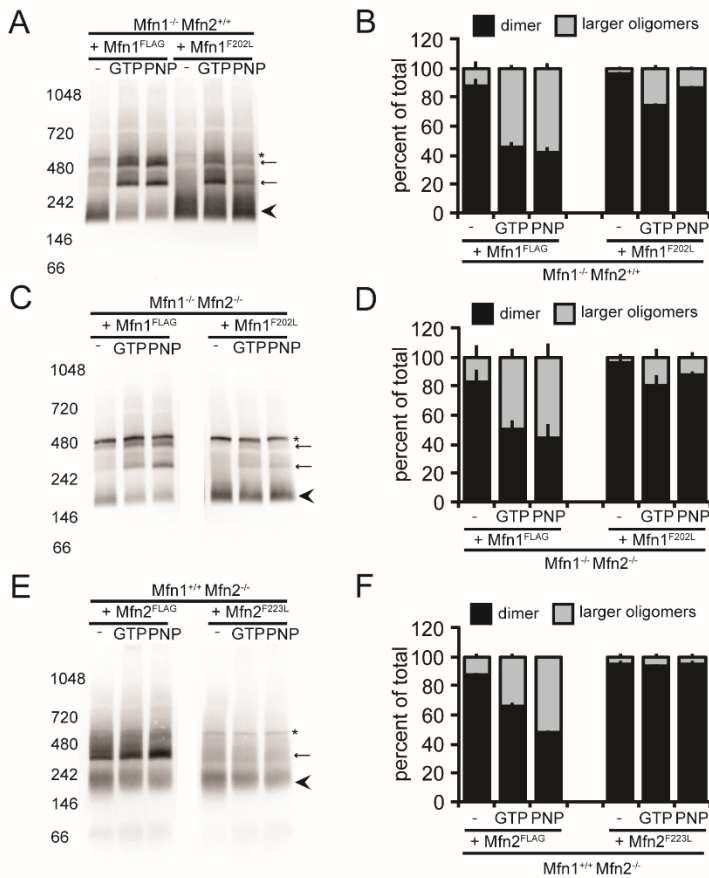 A
Mfn1-/- Mfn2+/+
+ Mfn1FLAG + Mfn1F202L
- GTP PNP - GTP PNP
1048
720
480
242
146
66
*
B
dimer larger oligomers
percent of total
120
100
80
60
40
20
0
- GTP PNP - GTP PNP
+ Mfn1FLAG + Mfn1F202L
Mfn1-/- Mfn2+/+
C
Mfn1-/- Mfn2-/-
+ Mfn1FLAG + Mfn1F202L
- GTP PNP - GTP PNP
1048
720
480
242
146
66
*
D
dimer larger oligomers
percent of total
120
100
80
60
40
20
0
- GTP PNP - GTP PNP
+ Mfn1FLAG + Mfn1F202L
Mfn1-/- Mfn2-/-
E
Mfn1+/+ Mfn2-/-
+ Mfn2FLAG + Mfn2F223L
- GTP PNP - GTP PNP
1048
720
480
242
146
66
*
F
dimer larger oligomers
percent of total
120
100
80
60
40
20
0
- GTP PNP - GTP PNP
+ Mfn2FLAG + Mfn2F223L
Mfn1+/+ Mfn2-/-